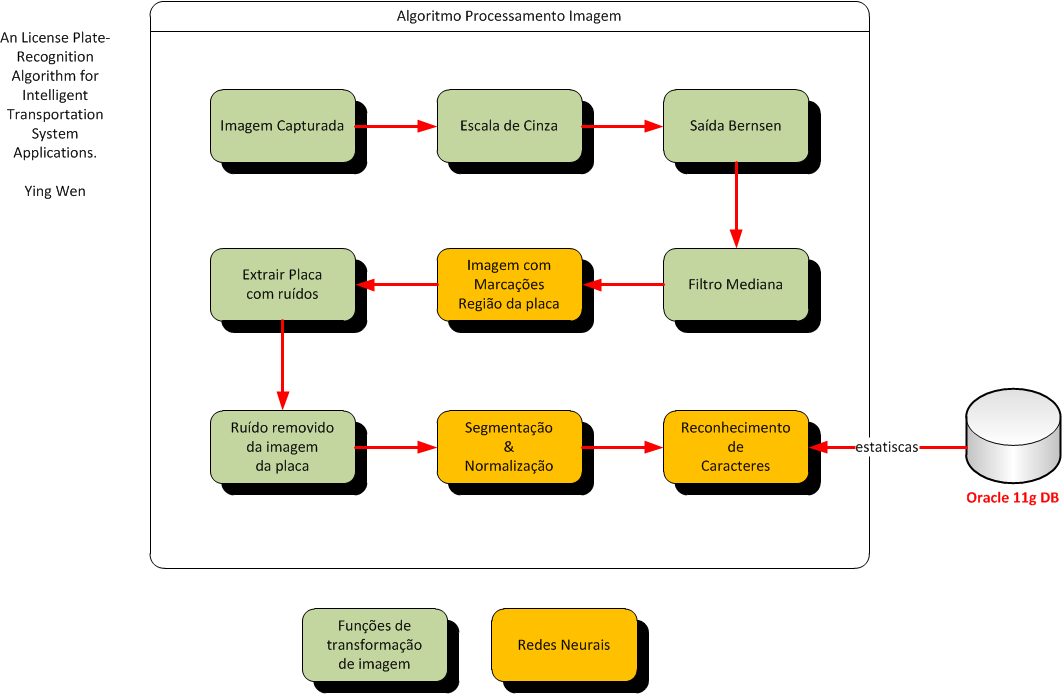 Algoritmo Processamento Imagem
An License Plate-
Recognition
Algorithm for
Intelligent
Transportation
System
Applications.
Ying Wen
Imagem Capturada
Escala de Cinza
Saída Bernsen
Extrair Placa
com ruídos
Imagem com
Marcações
Região da placa
Filtro Mediana
Ruído removido
da imagem
da placa
Segmentação
&
Normalização
Reconhecimento
de
Caracteres
estatiscas
Oracle 11g DB
Funções de
transformação
de imagem
Redes Neurais